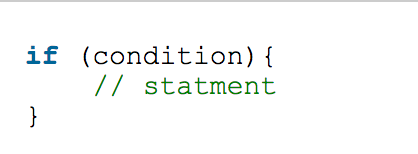 if (condition){
    // statment
}